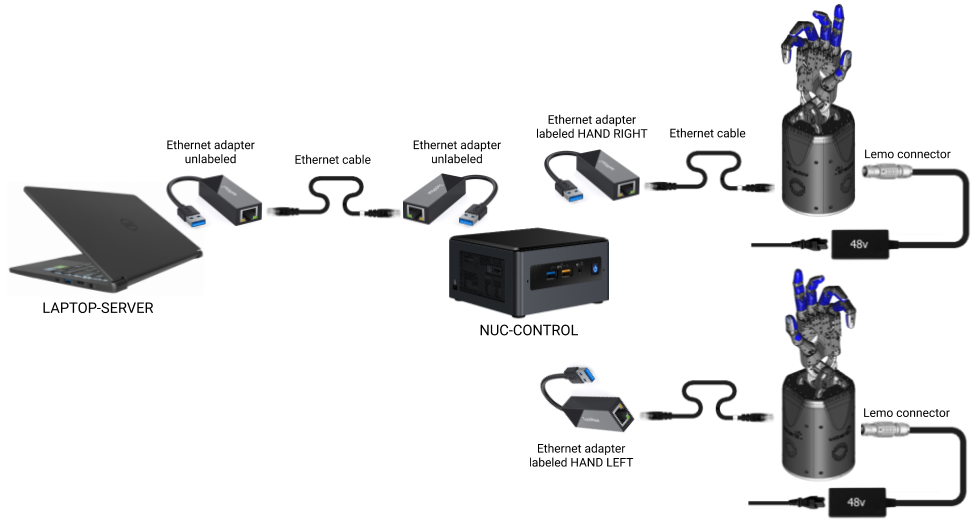 Ethernet adapter
unlabeled
Ethernet cable
Ethernet adapter
unlabeled
Ethernet adapter
labeled HAND RIGHT
Ethernet cable
Lemo connector
48v
LAPTOP-SERVER
NUC-CONTROL
Ethernet adapter
labeled HAND LEFT
Lemo connector
48v